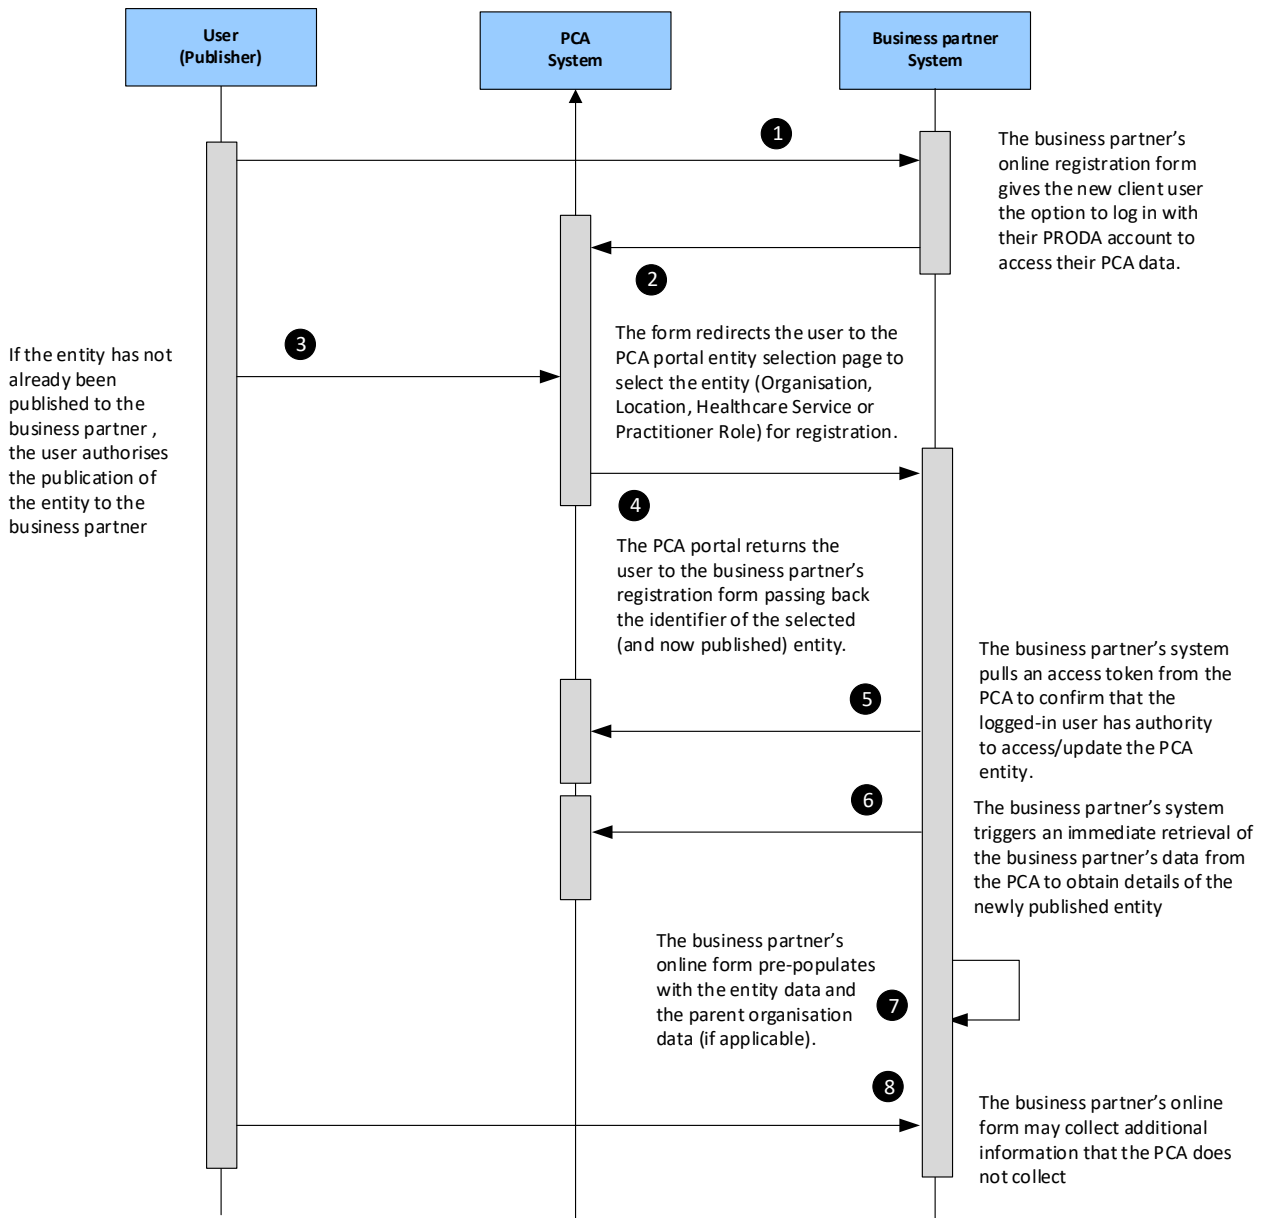 User
(Publisher)
PCA
System
Business partner
System
1
The business partner's
online registration form
gives the new client user
the option to log in with
their PRODA account to
access their PCA data.
2
The form redirects the user to the
PCA portal entity selection page to
select the entity (Organisation,
Location, Healthcare Service or
Practitioner Role) for registration.
3
If the entity has not
already been
published to the
business partner ,
the user authorises
the publication of
the entity to the
business partner
4
The PCA portal returns the
user to the business partner's
registration form passing back
the identifier of the selected
(and now published) entity.
5
The business partner's system
pulls an access token from the
PCA to confirm that the
logged-in user has authority
to access/update the PCA
entity.
6
The business partner's system
triggers an immediate retrieval of
the business partner's data from
the PCA to obtain details of the
newly published entity
The business partner's
online form pre-populates
with the entity data and
the parent organisation
data (if applicable).
7
8
The business partner's online
form may collect additional
information that the PCA does
not collect